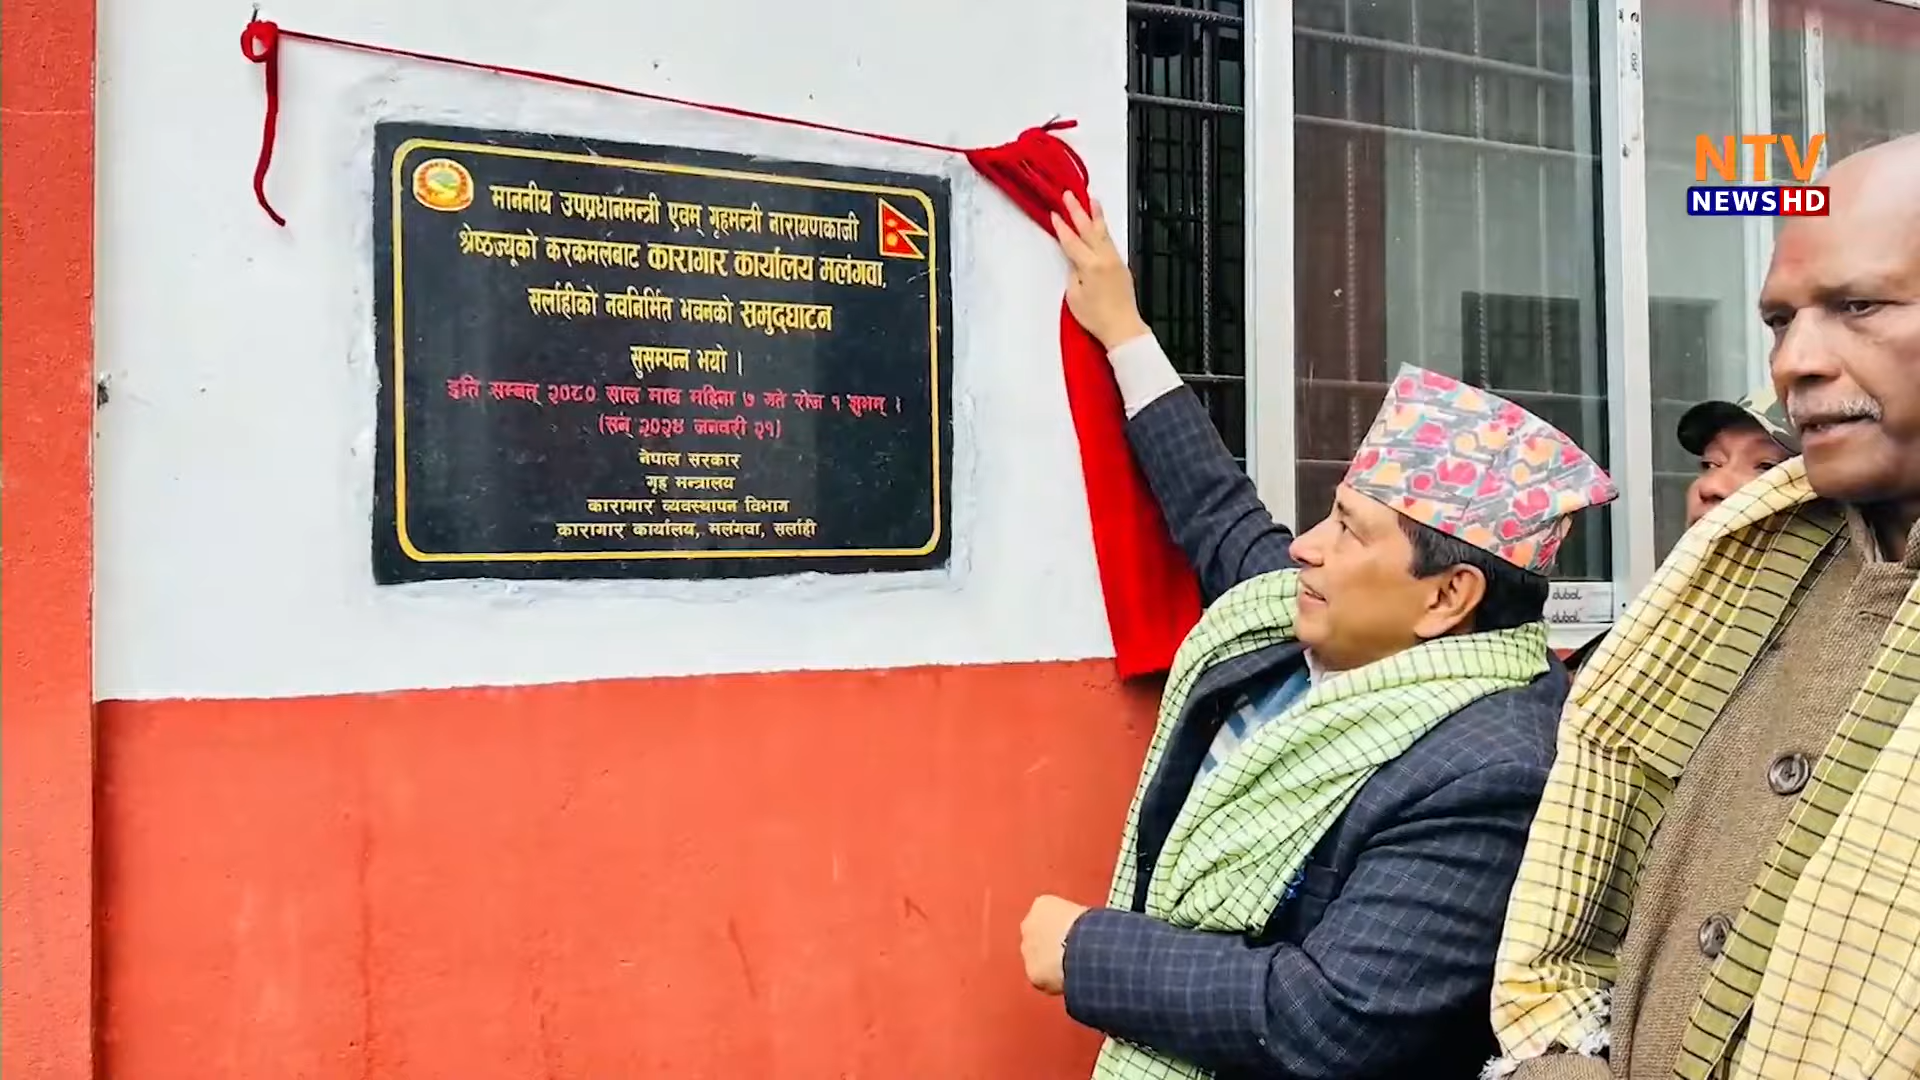 माननीय उपप्रधानमन्त्री एवम् गृहमन्त्री नारायणकाजी
श्रेष्ठज्यूको करकमलबाट कारागार कार्यालय मलंगवा,
सर्लाहीको नवनिर्मित भवनको समुद्घाटन
सुसम्पन्न भयो ।
इति सम्बत् २०८० साल माघ महिना ७ गते रोज १ शुभम् ।
(सन् २०२४ जनवरी २१)
नेपाल सरकार
गृह मन्त्रालय
कारागार व्यवस्थापन विभाग
कारागार कार्यालय, मलंगवा, सर्लाही
NTV
NEWS HD
dubal
dubal